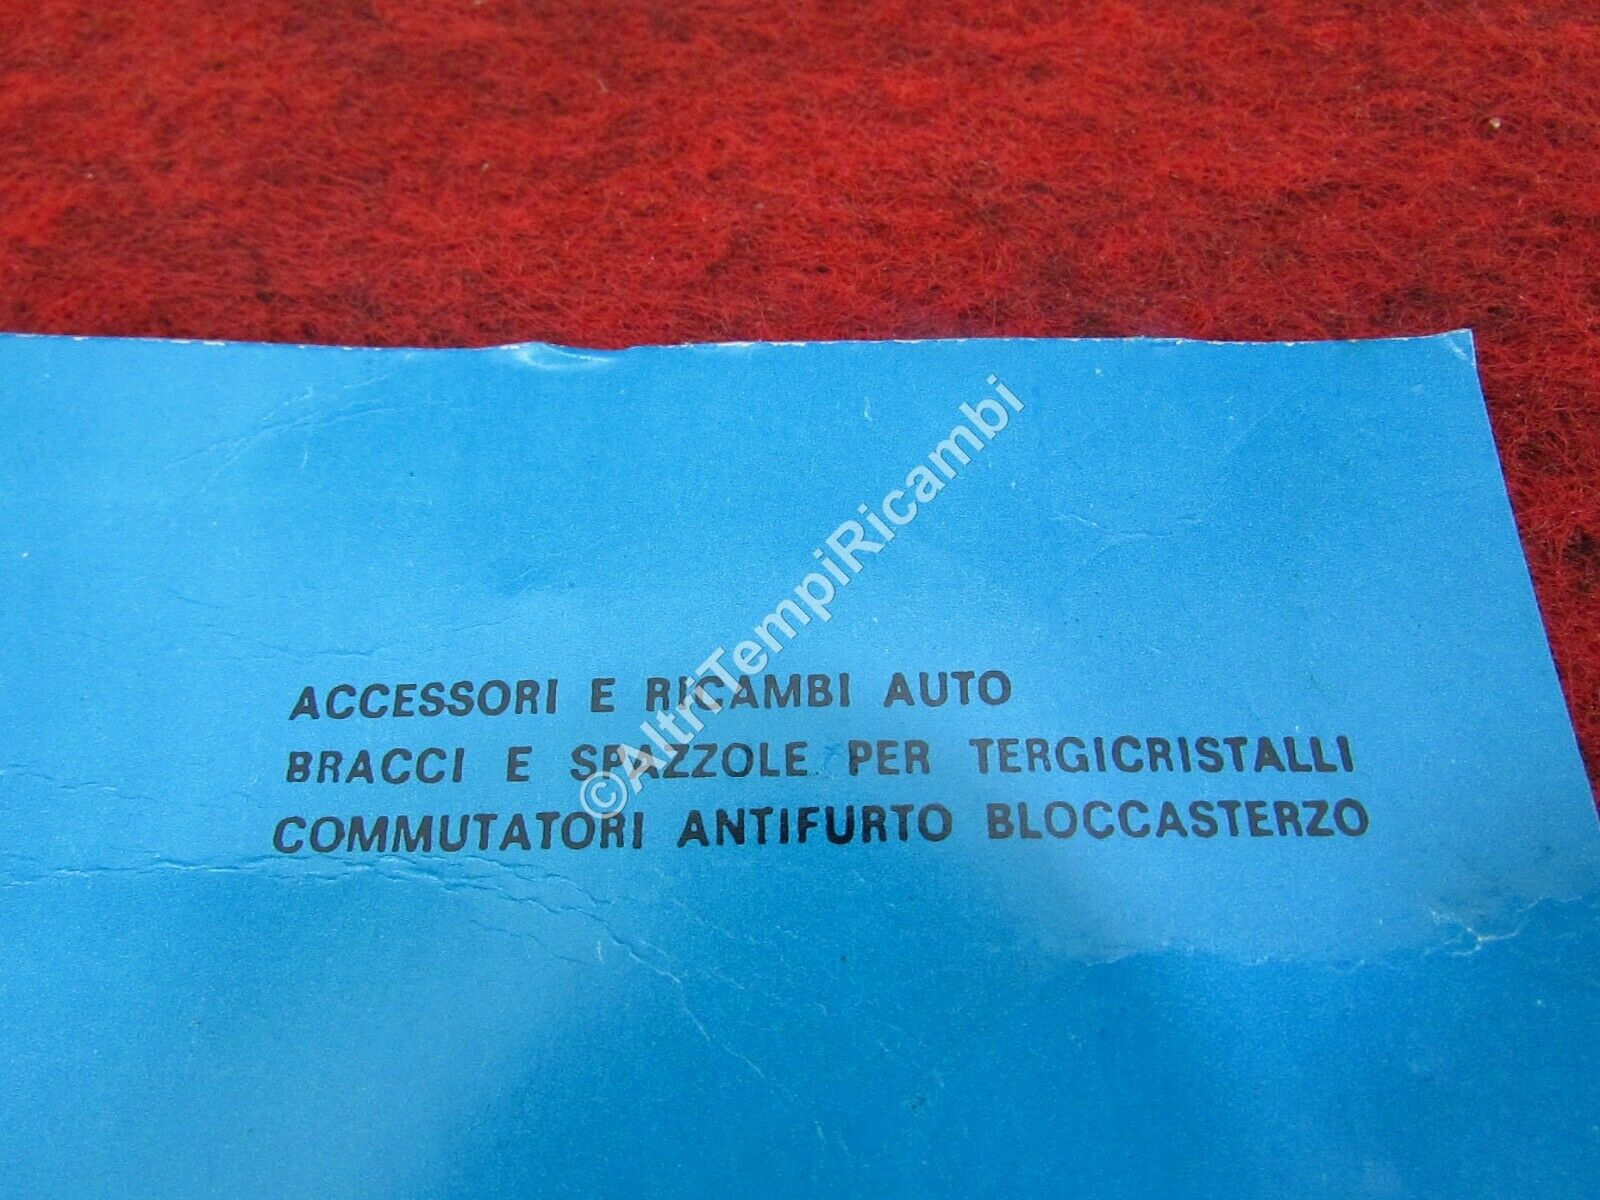 ©AltriTempiRicambi
ACCESSORI E RICAMBI AUTO
BRACCI E SPAZZOLE PER TERGICRISTALLI
COMMUTATORI ANTIFURTO BLOCCASTERZO